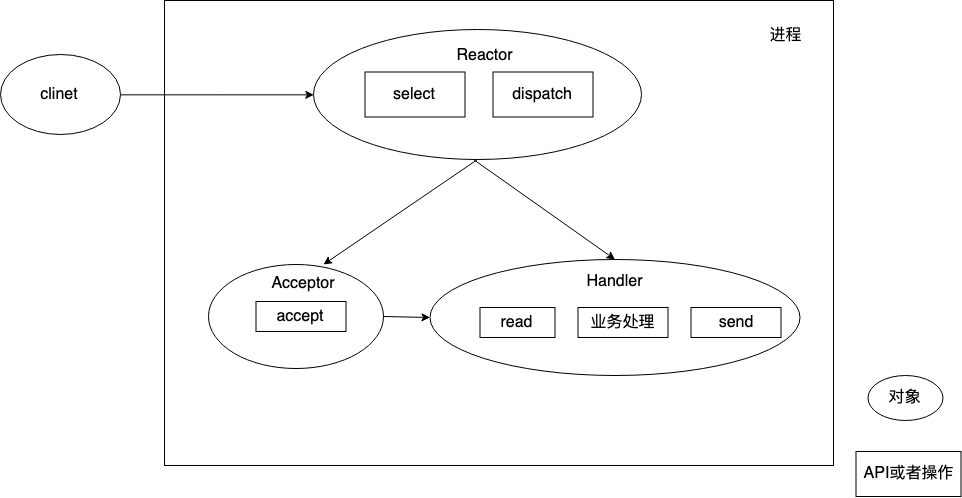 进程
Reactor
select
dispatch
clinet
Acceptor
accept
Handler
read
业务处理
send
对象
API或者操作